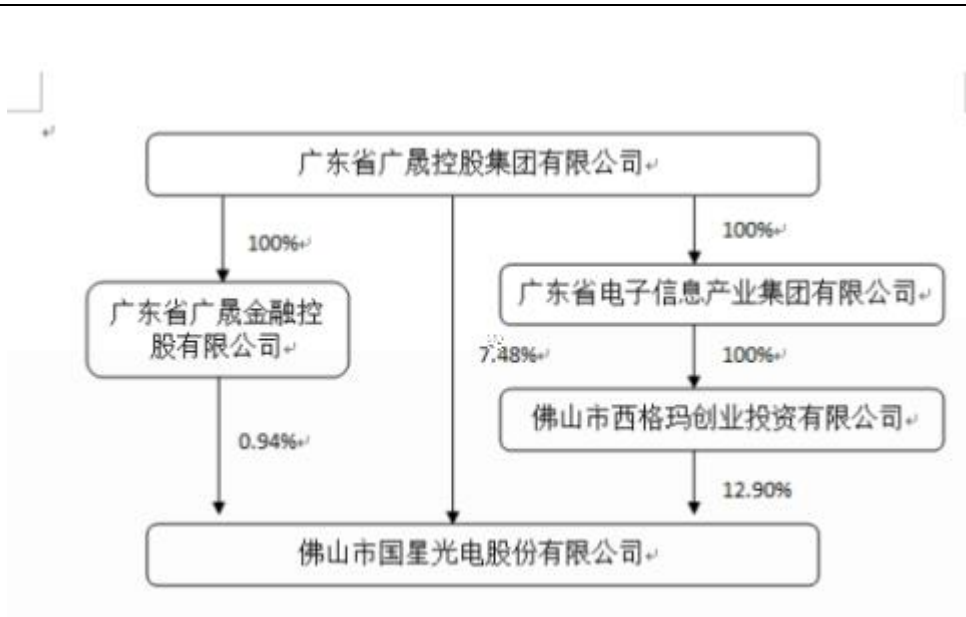 广东省广晟控股集团有限公司
100%
100%
广东省广晟金融控
股有限公司
广东省电子信息产业集团有限公司
7.48%
100%
佛山市西格玛创业投资有限公司
0.94%
12.90%
佛山市国星光电股份有限公司